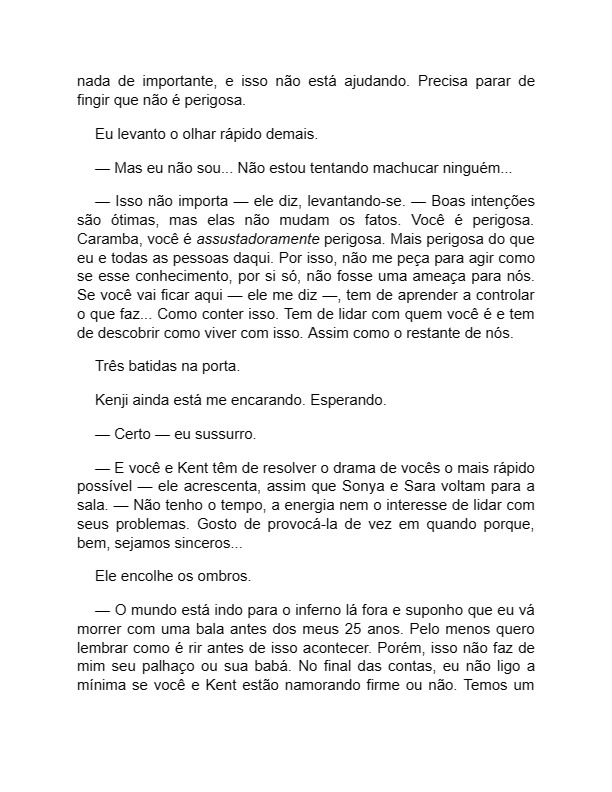 nada de importante, e isso não está ajudando. Precisa parar de
fingir que não é perigosa.
Eu levanto o olhar rápido demais.
— Mas eu não sou... Não estou tentando machucar ninguém...
— Isso não importa — ele diz, levantando-se. — Boas intenções
são ótimas, mas elas não mudam os fatos. Você é perigosa.
Caramba, você é assustadoramente perigosa. Mais perigosa do que
eu e todas as pessoas daqui. Por isso, não me peça para agir como
se esse conhecimento, por si só, não fosse uma ameaça para nós.
Se você vai ficar aqui — ele me diz —, tem de aprender a controlar
o que faz... Como conter isso. Tem de lidar com quem você é e tem
de descobrir como viver com isso. Assim como o restante de nós.
Três batidas na porta.
Kenji ainda está me encarando. Esperando.
— Certo — eu sussurro.
— E você e Kent têm de resolver o drama de vocês o mais rápido
possível — ele acrescenta, assim que Sonya e Sara voltam para a
sala. — Não tenho o tempo, a energia nem o interesse de lidar com
seus problemas. Gosto de provocá-la de vez em quando porque,
bem, sejamos sinceros...
Ele encolhe os ombros.
— O mundo está indo para o inferno lá fora e suponho que eu vá
morrer com uma bala antes dos meus 25 anos. Pelo menos quero
lembrar como é rir antes de isso acontecer. Porém, isso não faz de
mim seu palhaço ou sua babá. No final das contas, eu não ligo a
mínima se você e Kent estão namorando firme ou não. Temos um